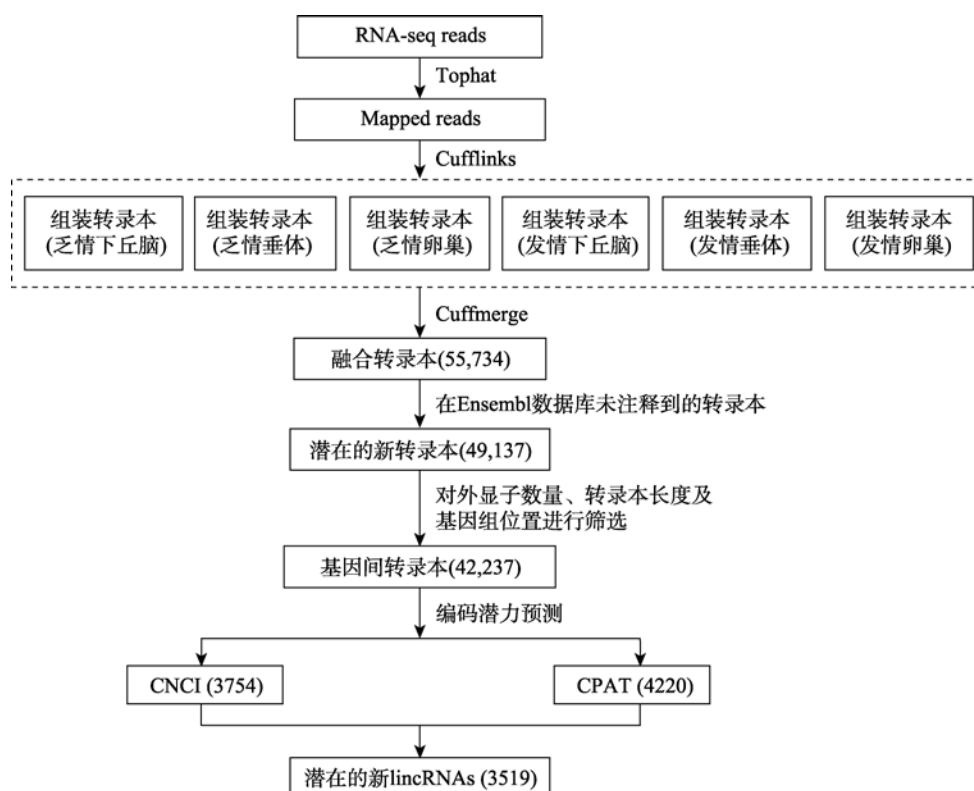 RNA-seq reads
Tophat
Mapped reads
Cufflinks
组装转录本
(乏情下丘脑)
组装转录本
(乏情垂体)
组装转录本
(乏情卵巢)
组装转录本
(发情下丘脑)
组装转录本
(发情垂体)
组装转录本
(发情卵巢)
Cuffmerge
融合转录本(55,734)
在Ensembl数据库未注释到的转录本
潜在的新转录本(49,137)
对外显子数量、转录本长度及
基因组位置进行筛选
基因间转录本(42,237)
编码潜力预测
CNCI (3754)
CPAT (4220)
潜在的新lincRNAs (3519)